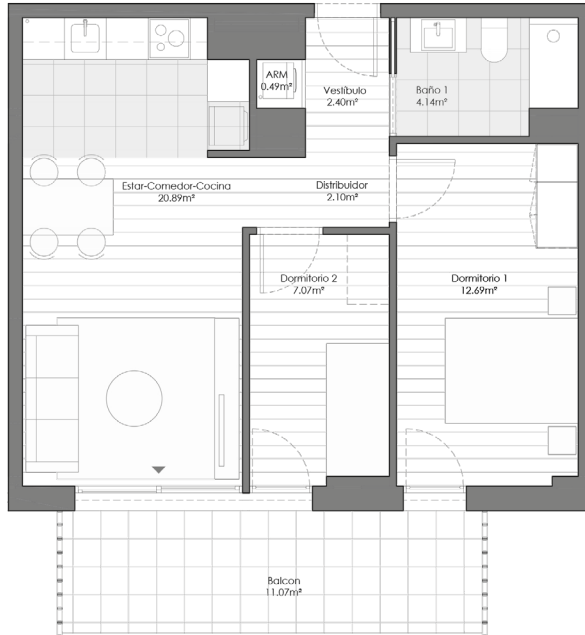 ARM
0.49m²
Vestíbulo
2.40m²
Baño 1
4.14m²
Estar-Comedor-Cocina
20.89m²
Distribuidor
2.10m²
Dormitorio 2
7.07m²
Dormitorio 1
12.69m²
Balcon
11.07m²